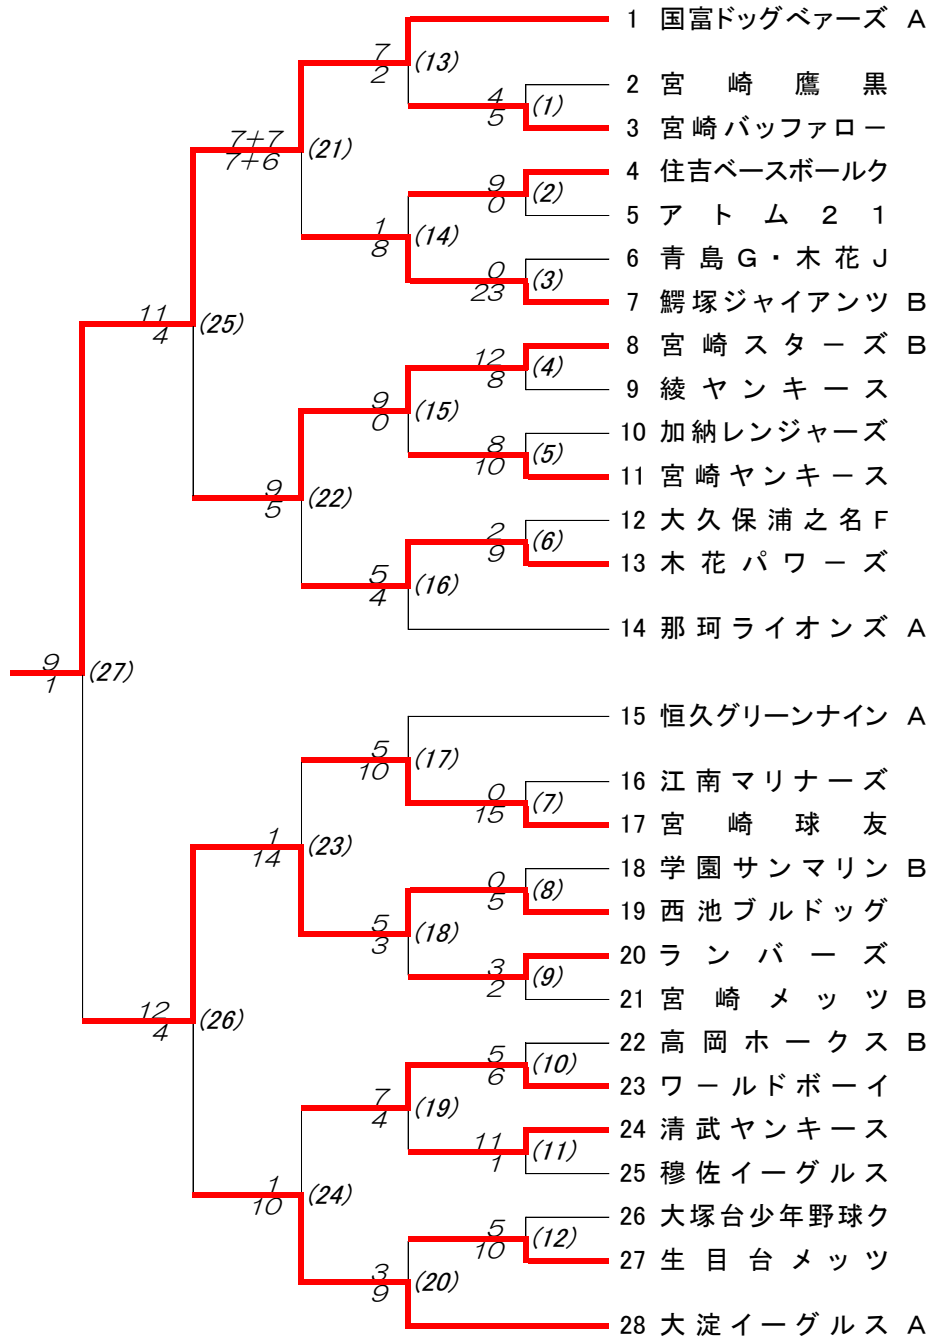 1 国富ドッグベァーズ A
7
2
(13)
2 宮崎鷹黒
4
5
(1)
3 宮崎バッファロー
7+7
7+6
(21)
4 住吉ベースボールク
9
0
(2)
5 アトム２１
1
8
(14)
6 青島Ｇ・木花Ｊ
0
23
(3)
7 鰐塚ジャイアンツ B
11
4
(25)
8 宮崎スターズ B
12
8
(4)
9 綾ヤンキース
9
0
(15)
10 加納レンジャーズ
8
10
(5)
11 宮崎ヤンキース
9
5
(22)
12 大久保浦之名Ｆ
2
9
(6)
13 木花パワーズ
5
4
(16)
14 那珂ライオンズ A
9
1
(27)
15 恒久グリーンナイン A
5
10
(17)
16 江南マリナーズ
0
15
(7)
17 宮崎球友
1
14
(23)
18 学園サンマリン B
0
5
(8)
19 西池ブルドッグ
5
3
(18)
20 ランバーズ
3
2
(9)
21 宮崎メッツ B
12
4
(26)
22 高岡ホークス B
5
6
(10)
23 ワールドボーイ
7
4
(19)
24 清武ヤンキース
11
1
(11)
25 穆佐イーグルス
1
10
(24)
26 大塚台少年野球ク
5
10
(12)
27 生目台メッツ
3
9
(20)
28 大淀イーグルス A